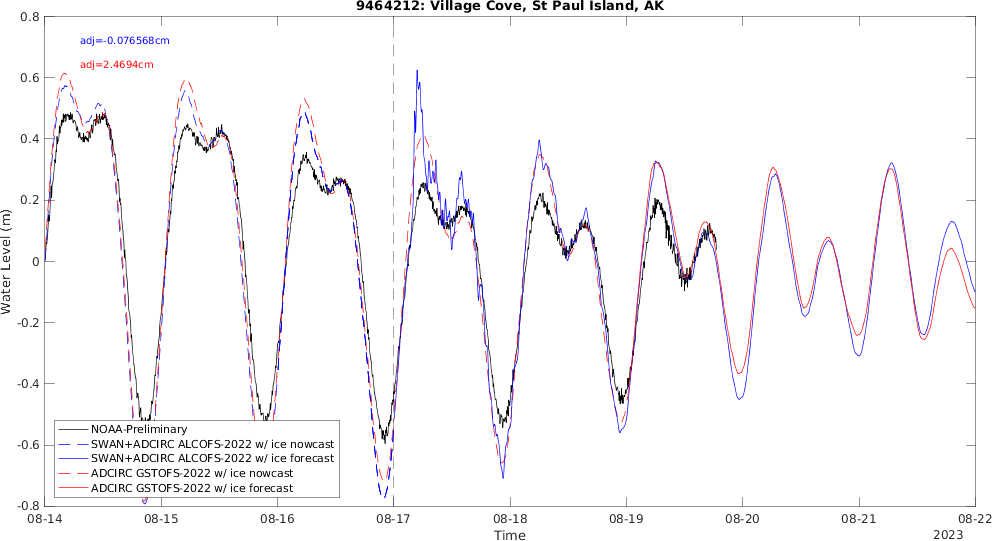 9464212: Village Cove, St Paul Island, AK
adj=-0.076568cm
adj=2.4694cm
Water Level (m)
0.8
0.6
0.4
0.2
0
-0.2
-0.4
-0.6
-0.8
NOAA-Preliminary
SWAN+ADCIRC ALCOFS-2022 w/ ice nowcast
SWAN+ADCIRC ALCOFS-2022 w/ ice forecast
ADCIRC GSTOFS-2022 w/ ice nowcast
ADCIRC GSTOFS-2022 w/ ice forecast
08-14 08-15 08-16 08-17 08-18 08-19 08-20 08-21 08-22
Time
2023